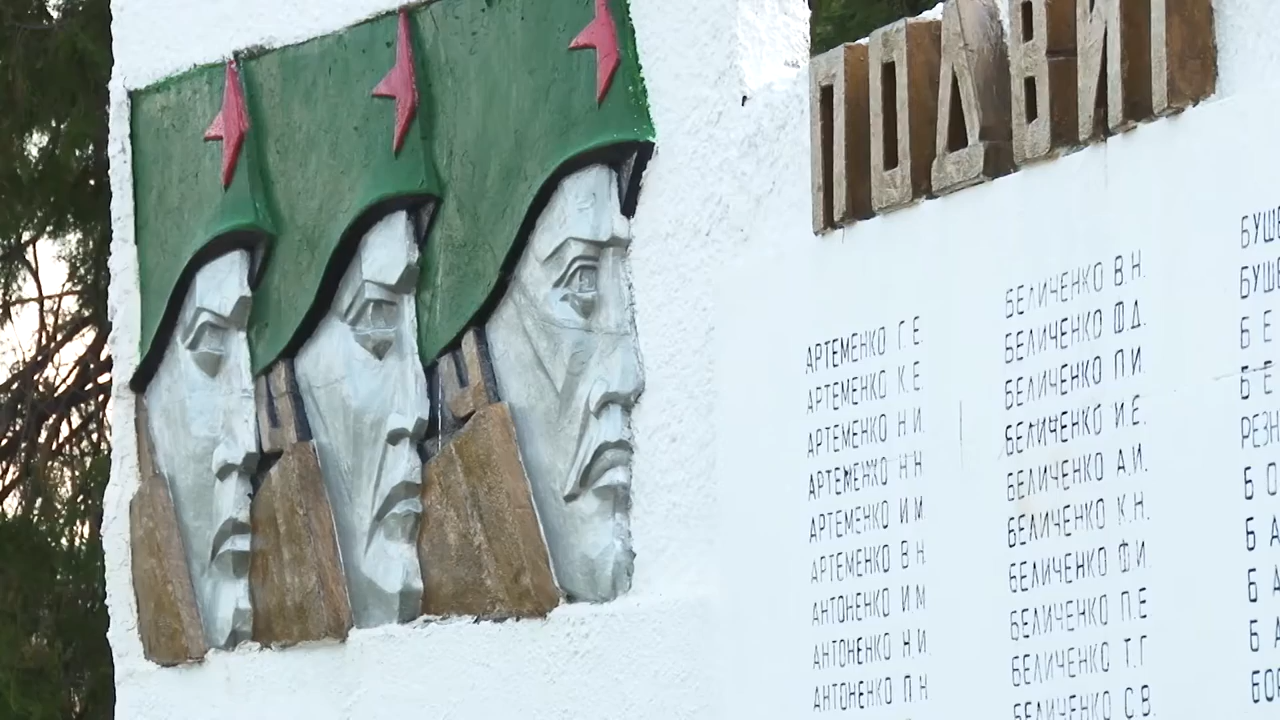 ПОДВИГ
АРТЕМЕНКО Г.Е.
АРТЕМЕНКО К.Е
АРТЕМЕНКО Н.И.
АРТЕМЕНКО Н.Н
АРТЕМЕНКО И.М
АРТЕМЕНКО В.Н.
АНТОНЕНКО И.М
АНТОНЕНКО Н.И.
АНТОНЕНКО П.Н
БЕЛИЧЕНКО В.Н.
БЕЛИЧЕНКО Ф.Д.
БЕЛИЧЕНКО П.И.
БЕЛИЧЕНКО И.Е.
БЕЛИЧЕНКО А.И.
БЕЛИЧЕНКО К.Н.
БЕЛИЧЕНКО Ф.И.
БЕЛИЧЕНКО П.Е
БЕЛИЧЕНКО Т.Г
БЕЛИЧЕНКО С.В.